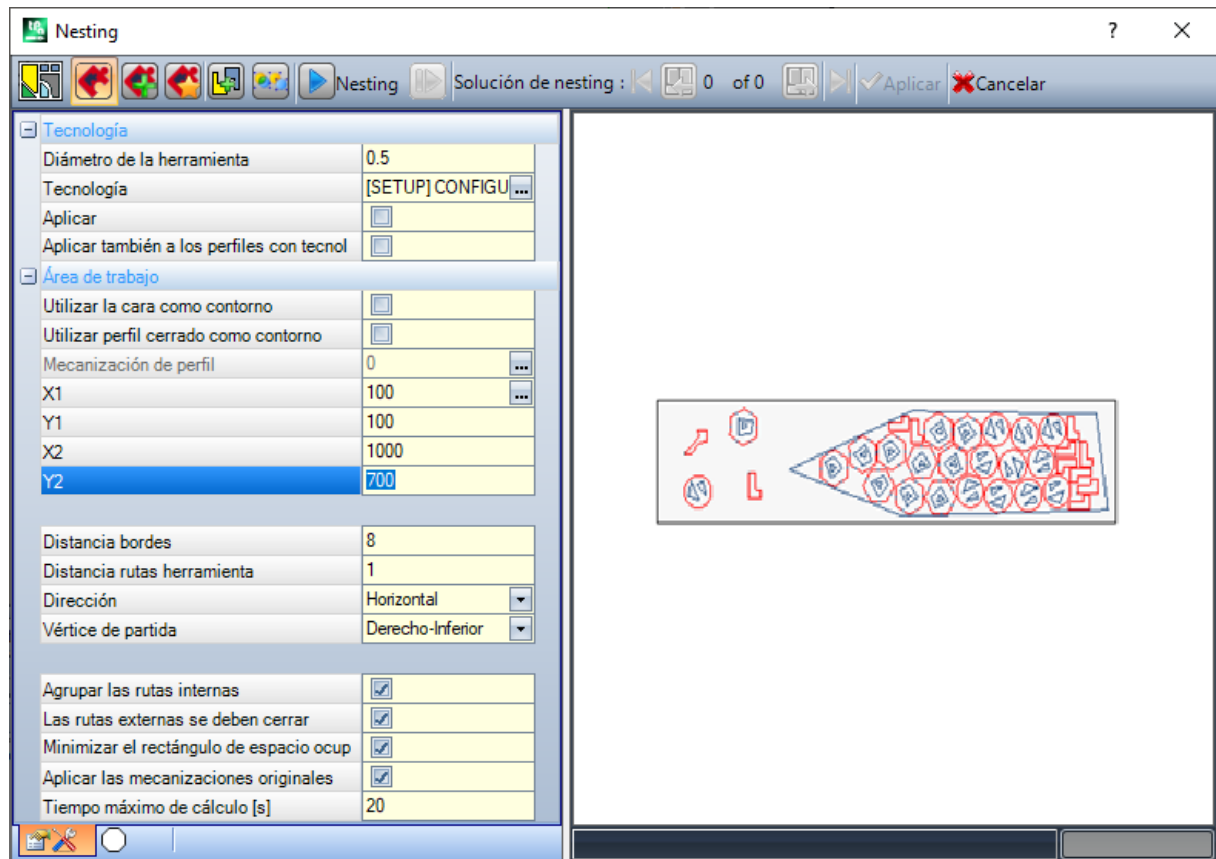 Nesting
?
Nesting Solución de nesting : 0 of 0 Aplicar Cancelar
Tecnología
Diámetro de la herramienta 0.5
Tecnología [SETUP] CONFIGU ...
Aplicar
Aplicar también a los perfiles con tecnol
Área de trabajo
Utilizar la cara como contorno
Utilizar perfil cerrado como contorno
Mecanización de perfil 0 ...
X1 100 ...
Y1 100
X2 1000
Y2 700
Distancia bordes 8
Distancia rutas herramienta 1
Dirección Horizontal
Vértice de partida Derecho-Inferior
Agrupar las rutas internas
Las rutas externas se deben cerrar
Minimizar el rectángulo de espacio ocup
Aplicar las mecanizaciones originales
Tiempo máximo de cálculo [s] 20